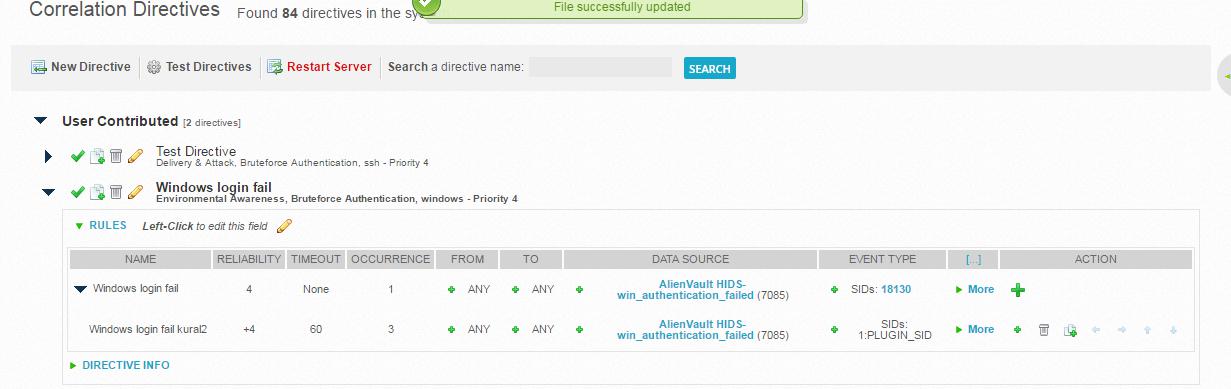 Correlation Directives Found 84 directives in the sy
File successfully updated
New Directive Test Directives Restart Server Search a directive name: SEARCH
User Contributed [2 directives]
Test Directive
Delivery & Attack, Bruteforce Authentication, ssh - Priority 4
Windows login fail
Environmental Awareness, Bruteforce Authentication, windows - Priority 4
RULES Left-Click to edit this field
NAME RELIABILITY TIMEOUT OCCURRENCE FROM TO DATA SOURCE EVENT TYPE [...] ACTION
Windows login fail 4 None 1 ANY ANY AlienVault HIDS-
win_authentication_failed (7085) SIDs: 18130 More
Windows login fail kural2 +4 60 3 ANY ANY AlienVault HIDS-
win_authentication_failed (7085) SIDs:
1:PLUGIN_SID More
DIRECTIVE INFO